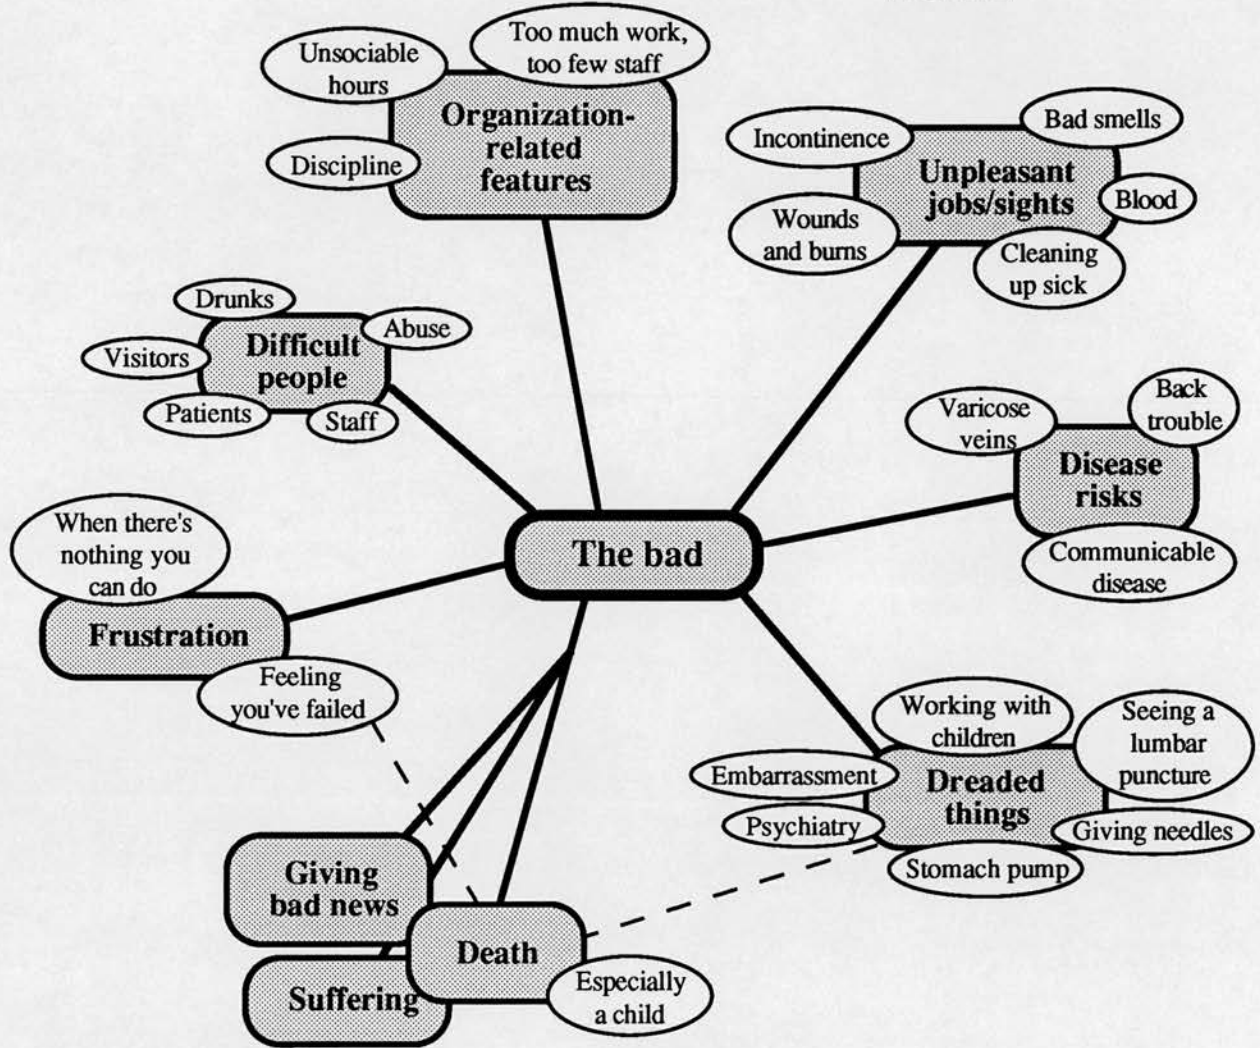 Unsociable
hours
Too much work,
too few staff
Organization-
related
features
Discipline
Incontinence
Bad smells
Unpleasant
jobs/sights
Blood
Wounds
and burns
Cleaning
up sick
Drunks
Abuse
Difficult
people
Visitors
Patients
Staff
Varicose
veins
Back
trouble
Disease
risks
Communicable
disease
The bad
When there's
nothing you
can do
Frustration
Feeling
you've failed
Working with
children
Seeing a
lumbar
puncture
Embarrassment
Dreaded
things
Psychiatry
Giving needles
Stomach pump
Giving
bad news
Death
Suffering
Especially
a child